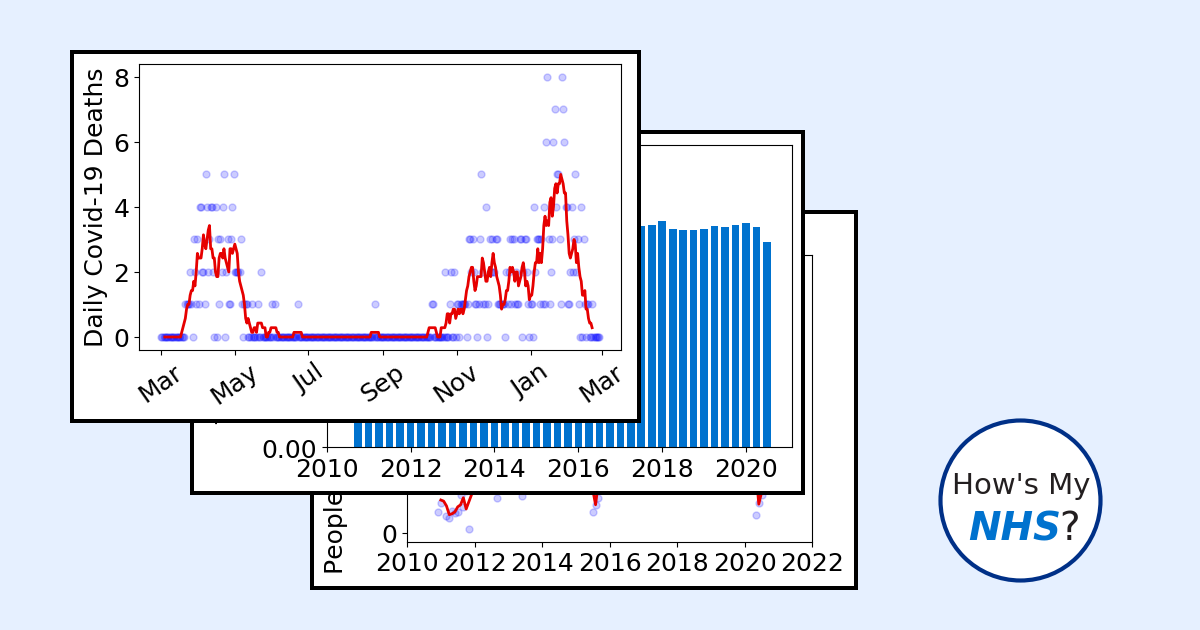 Daily Covid-19 Deaths
8
6
4
2
0
Mar May Jul Sep Nov Jan Mar
0.00
2010 2012 2014 2016 2018 2020
People
0
2010 2012 2014 2016 2018 2020 2022
How's My
NHS?